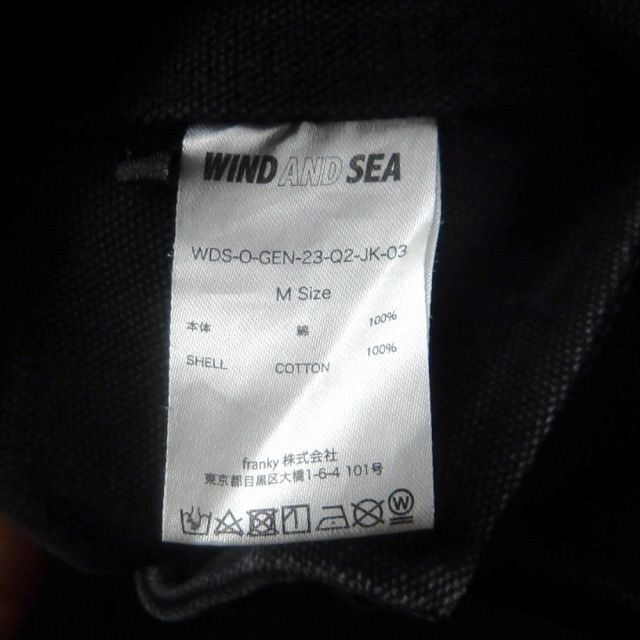 WIND AND SEA
WDS-O-GEN-23-Q2-JK-03
M Size
本体 綿 100%
SHELL COTTON 100%
franky 株式会社
東京都目黒区大橋1-6-4 101号
W